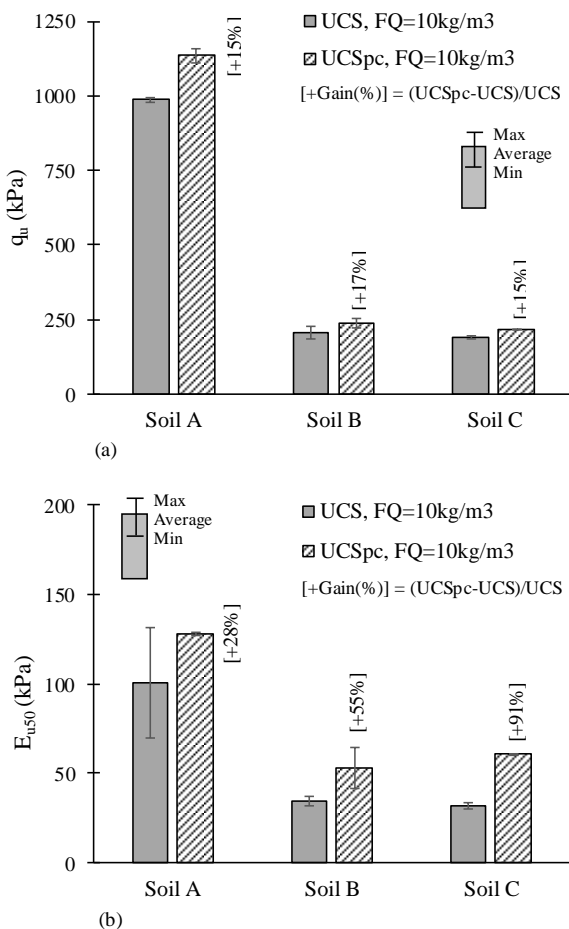 1250
1000
750
500
250
0
q_u (kPa)
UCS, FQ=10kg/m3
UCSpc, FQ=10kg/m3
[+Gain(%)] = (UCSpc-UCS)/UCS
Max
Average
Min
[+15%]
[+17%]
[+15%]
Soil A
Soil B
Soil C
(a)
200
150
100
50
0
E_u50 (kPa)
Max
Average
Min
UCS, FQ=10kg/m3
UCSpc, FQ=10kg/m3
[+Gain(%)] = (UCSpc-UCS)/UCS
[+28%]
[+55%]
[+91%]
Soil A
Soil B
Soil C
(b)